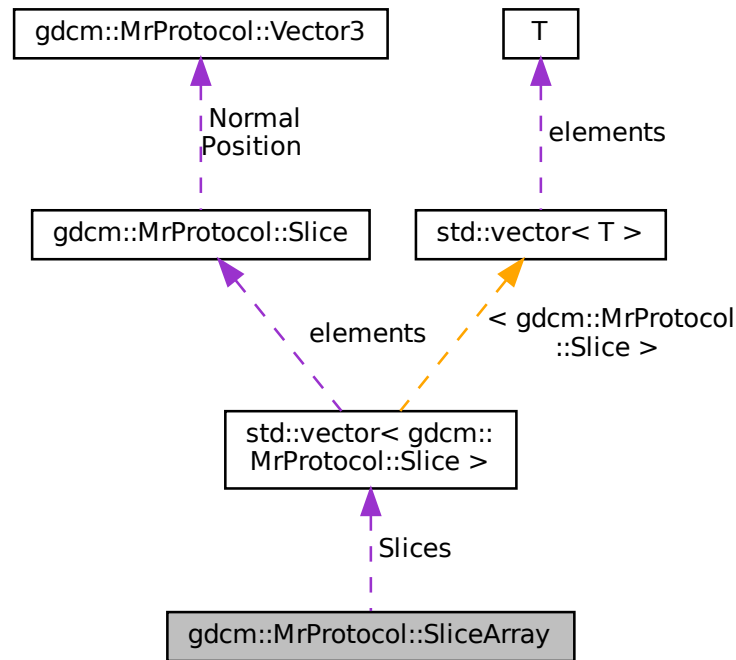 gdcm::MrProtocol::Vector3
T
Normal
Position
elements
gdcm::MrProtocol::Slice
std::vector< T >
elements
< gdcm::MrProtocol
::Slice >
std::vector< gdcm::
MrProtocol::Slice >
Slices
gdcm::MrProtocol::SliceArray